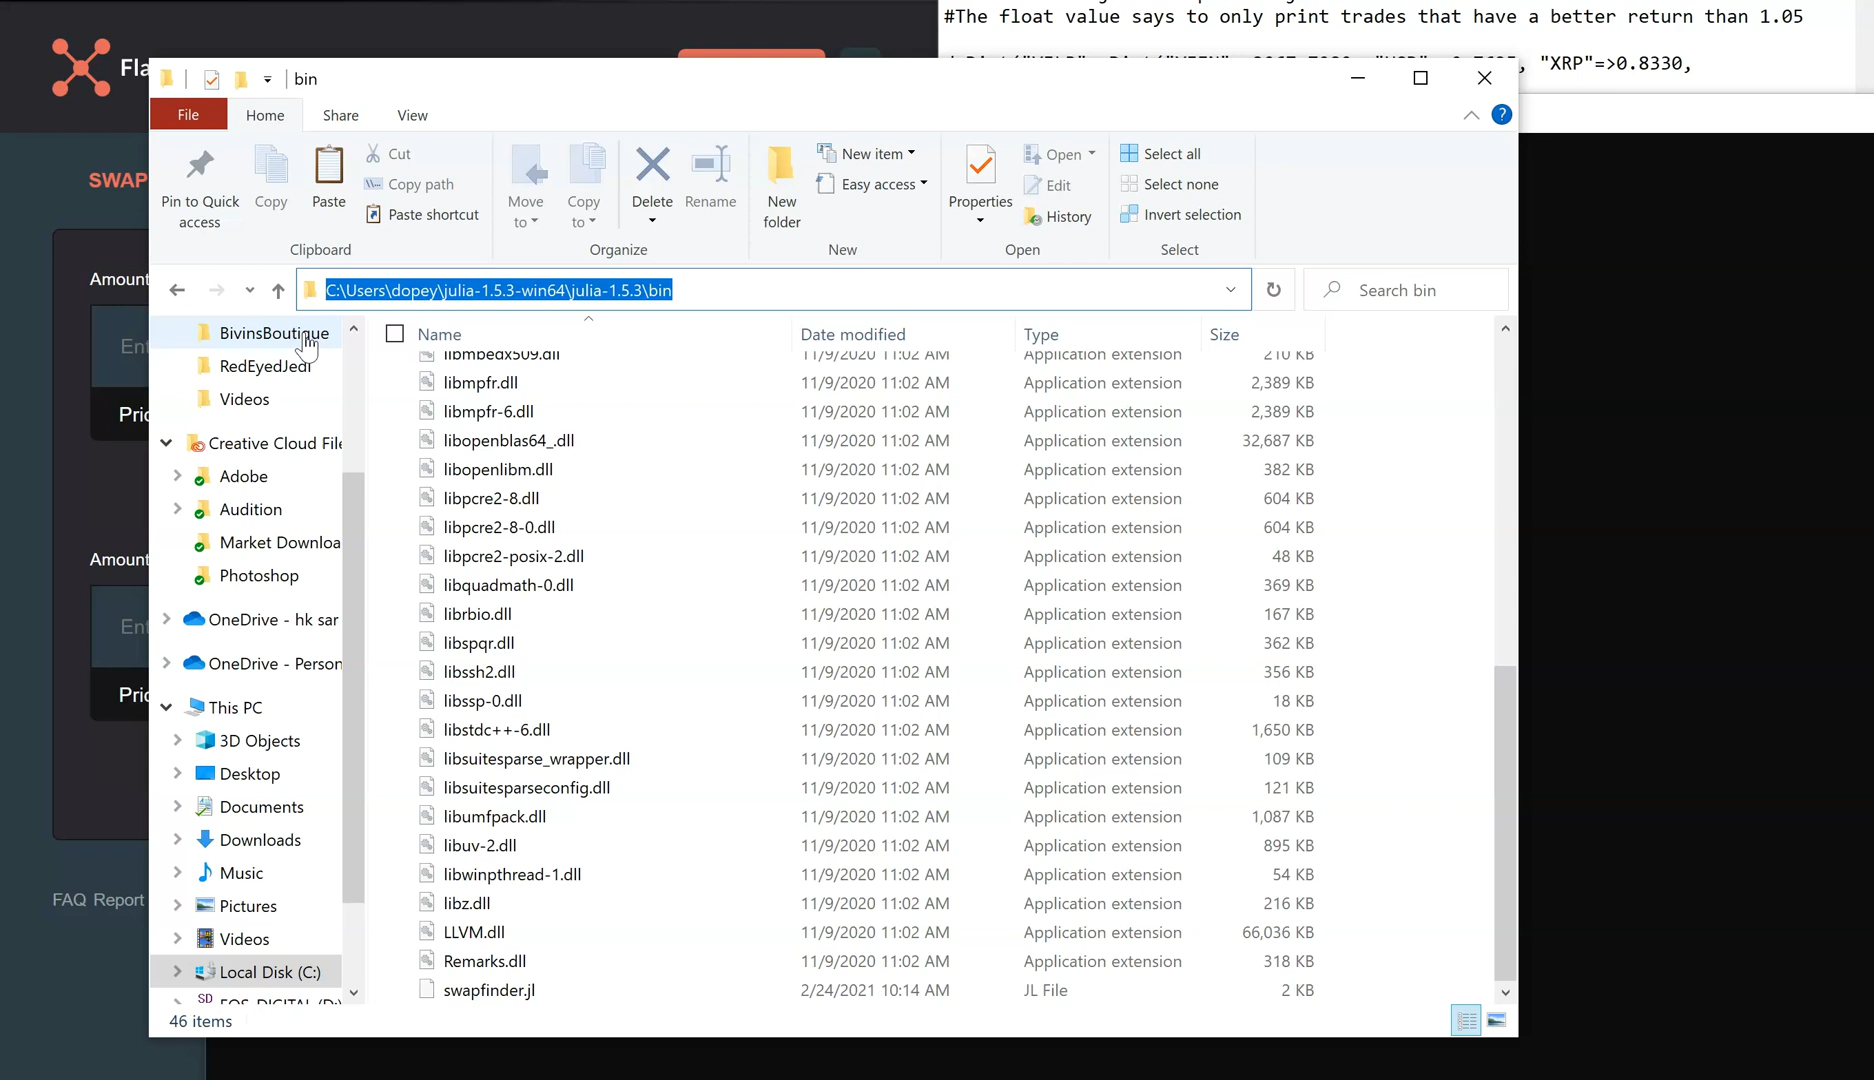 #The float value says to only print trades that have a better return than 1.05
"XRP"=>0.8330,
Fla
bin
File
Home
Share
View
Pin to Quick access
Copy
Paste
Cut
Copy path
Paste shortcut
Clipboard
Move to
Copy to
Delete
Rename
Organize
New folder
New item
Easy access
New
Properties
Open
Edit
History
Open
Select all
Select none
Invert selection
Select
SWAP
Amount
Pric
Amount
Pric
FAQ Report
C:\Users\dopey\julia-1.5.3-win64\julia-1.5.3\bin
Search bin
BivinsBoutique
RedEyedJedi
Videos
Creative Cloud File
Adobe
Audition
Market Downloa
Photoshop
OneDrive - hk sar
OneDrive - Person
This PC
3D Objects
Desktop
Documents
Downloads
Music
Pictures
Videos
Local Disk (C:)
Name Date modified Type Size
libmbedx509.dll 11/9/2020 11:02 AM Application extension 210 KB
libmpfr.dll 11/9/2020 11:02 AM Application extension 2,389 KB
libmpfr-6.dll 11/9/2020 11:02 AM Application extension 2,389 KB
libopenblas64_.dll 11/9/2020 11:02 AM Application extension 32,687 KB
libopenlibm.dll 11/9/2020 11:02 AM Application extension 382 KB
libpcre2-8.dll 11/9/2020 11:02 AM Application extension 604 KB
libpcre2-8-0.dll 11/9/2020 11:02 AM Application extension 604 KB
libpcre2-posix-2.dll 11/9/2020 11:02 AM Application extension 48 KB
libquadmath-0.dll 11/9/2020 11:02 AM Application extension 369 KB
librbio.dll 11/9/2020 11:02 AM Application extension 167 KB
libspqr.dll 11/9/2020 11:02 AM Application extension 362 KB
libssh2.dll 11/9/2020 11:02 AM Application extension 356 KB
libssp-0.dll 11/9/2020 11:02 AM Application extension 18 KB
libstdc++-6.dll 11/9/2020 11:02 AM Application extension 1,650 KB
libsuitesparse_wrapper.dll 11/9/2020 11:02 AM Application extension 109 KB
libsuitesparseconfig.dll 11/9/2020 11:02 AM Application extension 121 KB
libumfpack.dll 11/9/2020 11:02 AM Application extension 1,087 KB
libuv-2.dll 11/9/2020 11:02 AM Application extension 895 KB
libwinpthread-1.dll 11/9/2020 11:02 AM Application extension 54 KB
libz.dll 11/9/2020 11:02 AM Application extension 216 KB
LLVM.dll 11/9/2020 11:02 AM Application extension 66,036 KB
Remarks.dll 11/9/2020 11:02 AM Application extension 318 KB
swapfinder.jl 2/24/2021 10:14 AM JL File 2 KB
46 items